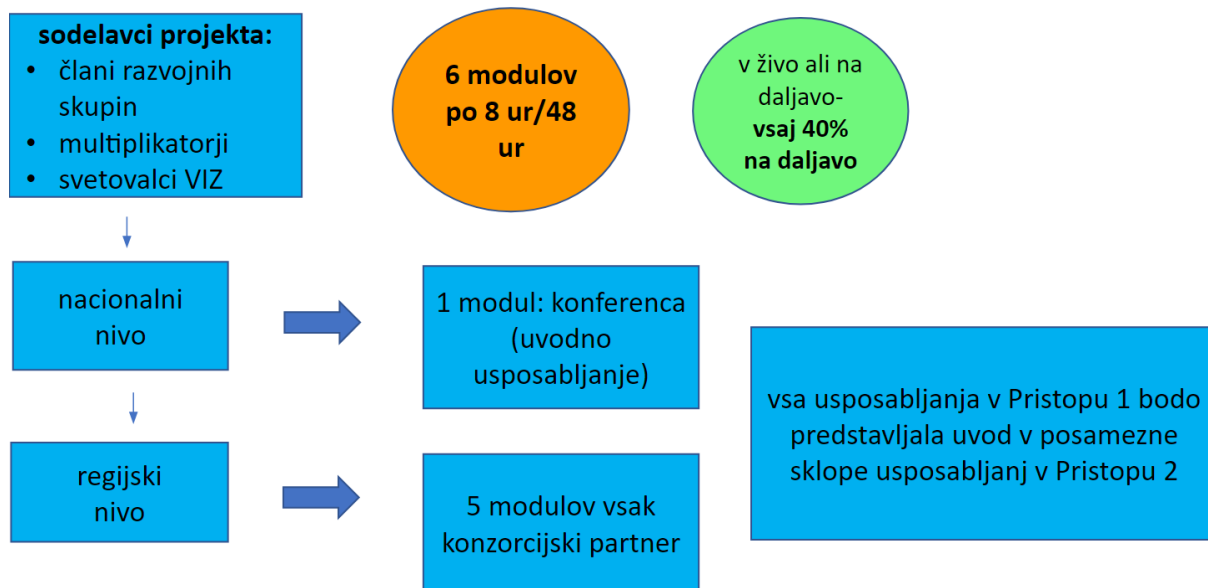 sodelavci projekta:
• člani razvojnih
skupin
• multiplikatorji
• svetovalci VIZ
6 modulov
po 8 ur/48
ur
v živo ali na
daljavo-
vsaj 40%
na daljavo
nacionalni
nivo
1 modul: konferenca
(uvodno
usposabljanje)
regijski
nivo
5 modulov vsak
konzorcijski partner
vsa usposabljanja v Pristopu 1 bodo
predstavljala uvod v posamezne
sklope usposabljanj v Pristopu 2